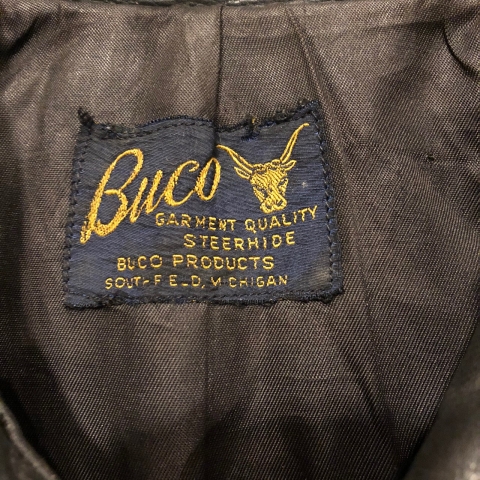 Buco
GARMENT QUALITY
STEERHIDE
BUCO PRODUCTS
SOUTHFIELD, MICHIGAN